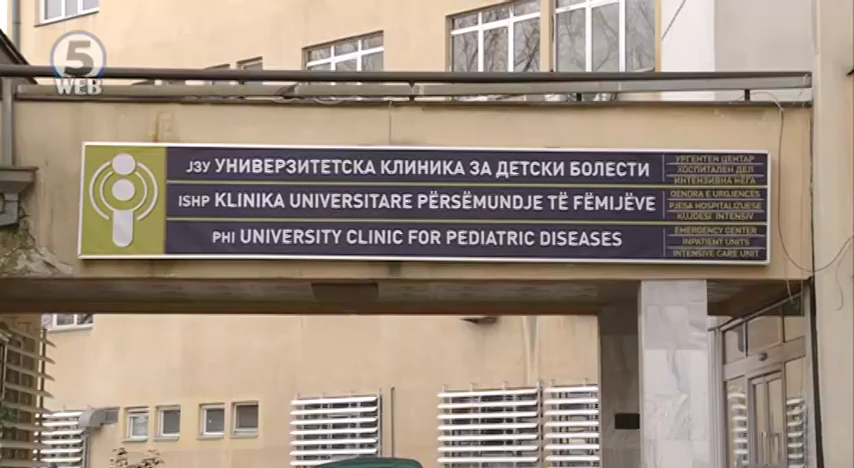 5
WEB
ЈЗУ УНИВЕРЗИТЕТСКА КЛИНИКА ЗА ДЕТСКИ БОЛЕСТИ
ISHP KLINIKA UNIVERSITARE PËRSËMUNDJE TË FËMIJËVE
PHI UNIVERSITY CLINIC FOR PEDIATRIC DISEASES
УРГЕНТЕН ЦЕНТАР
ХОСПИТАЛЕН ДЕЛ
ИНТЕНЗИВНА НЕГА
QENDRA E URGJENCËS
PJESA HOSPITALIZUESE
KUJDESI INTENSIV
EMERGENCY CENTER
INPATIENT UNITS
INTENSIVE CARE UNIT